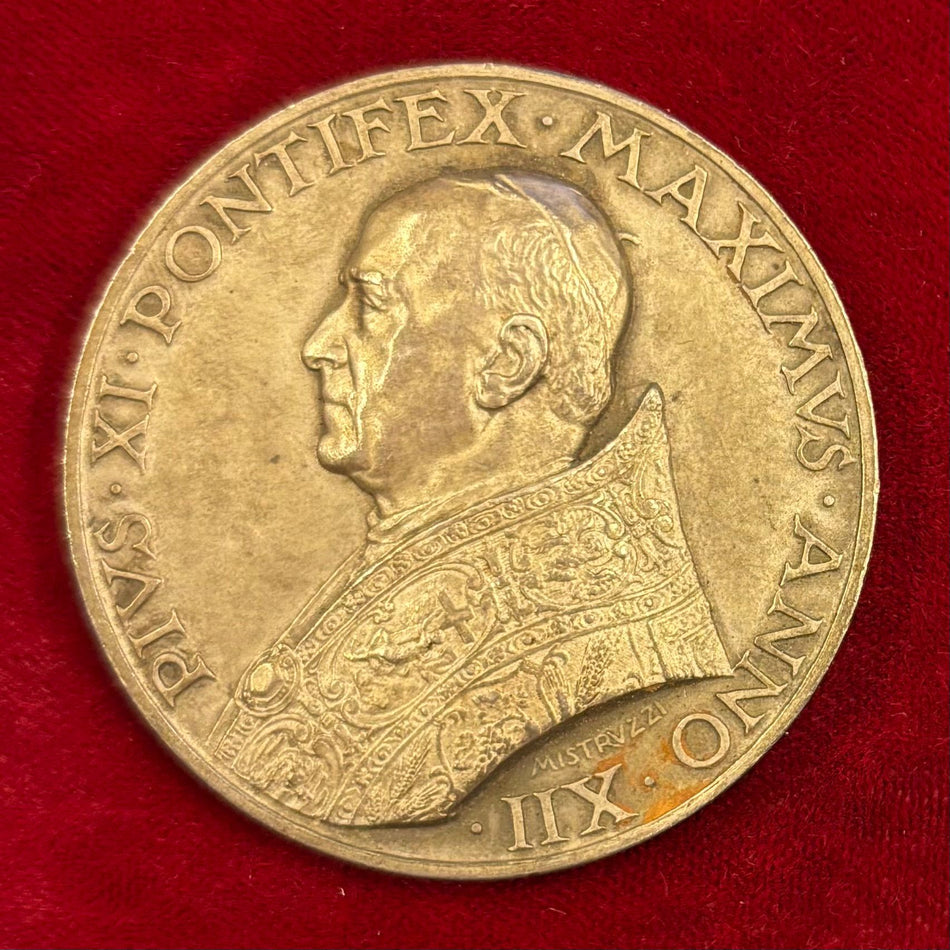 PIVS · XI · PONTIFEX · MAXIMVS · ANNO · XII ·
MISTRVZZI